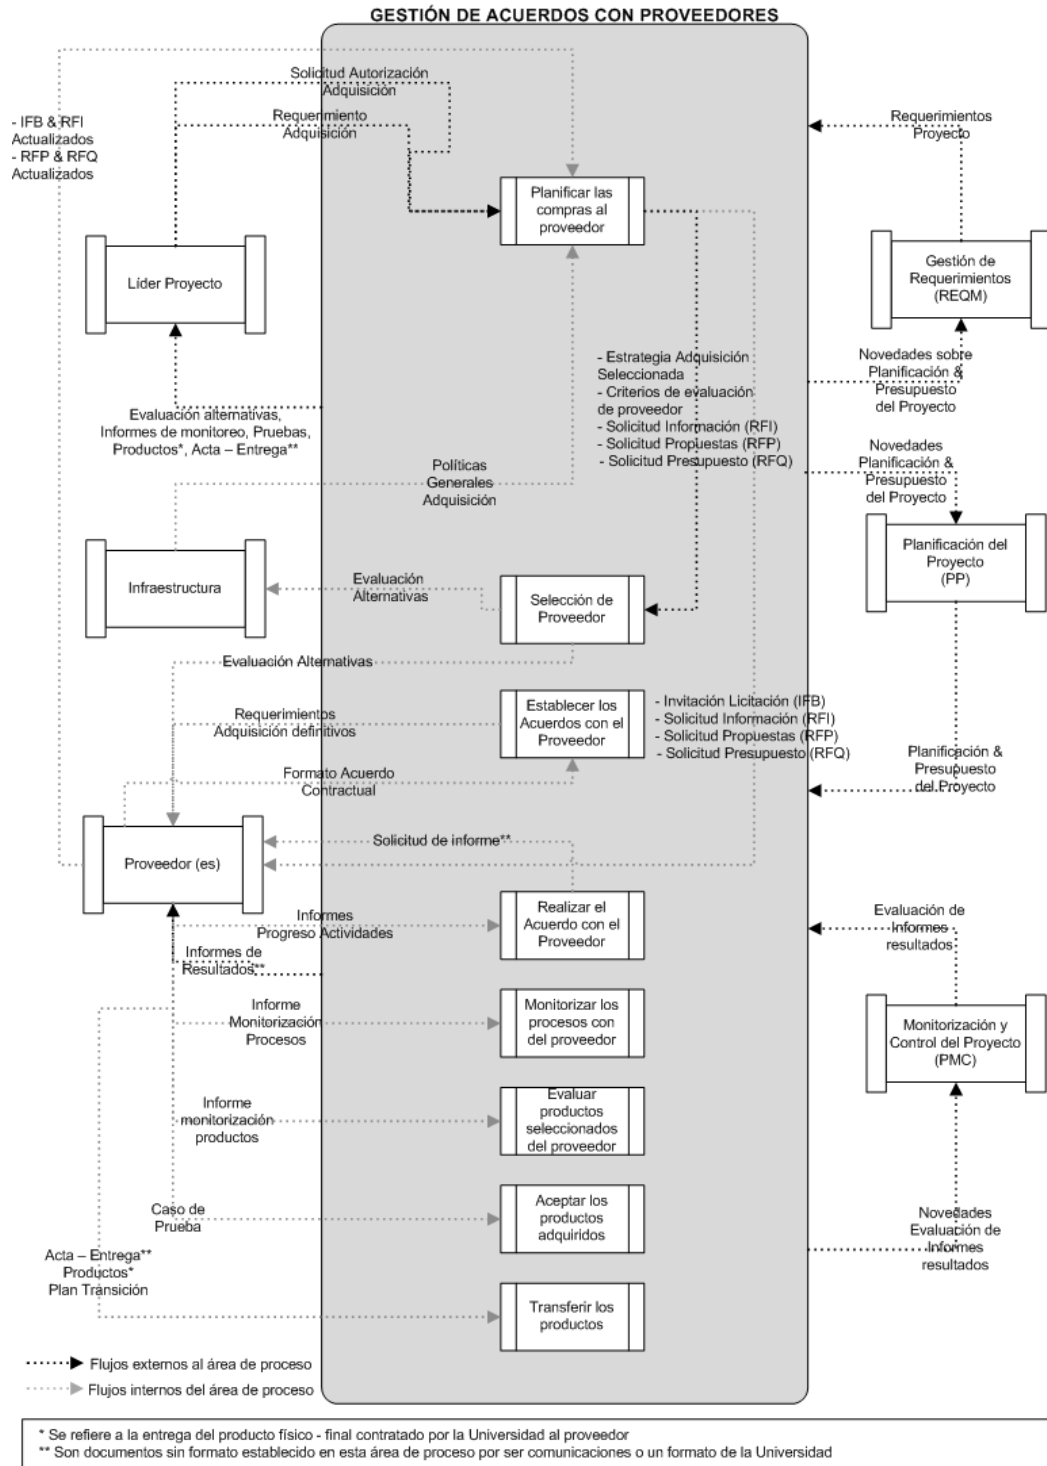 GESTIÓN DE ACUERDOS CON PROVEEDORES
Solicitud Autorización
Adquisición
Requerimiento
Adquisición
- IFB & RFI
Actualizados
- RFP & RFQ
Actualizados
Requerimientos
Proyecto
Planificar las
compras al
proveedor
Líder Proyecto
Gestión de
Requerimientos
(REQM)
- Estrategia Adquisición
Seleccionada
- Criterios de evaluación
de proveedor
- Solicitud Información (RFI)
- Solicitud Propuestas (RFP)
- Solicitud Presupuesto (RFQ)
Novedades sobre
Planificación &
Presupuesto
del Proyecto
Evaluación alternativas,
Informes de monitoreo, Pruebas,
Productos*, Acta – Entrega**
Políticas
Generales
Adquisición
Novedades
Planificación &
Presupuesto
del Proyecto
Planificación del
Proyecto
(PP)
Infraestructura
Evaluación
Alternativas
Selección de
Proveedor
Evaluación Alternativas
Requerimientos
Adquisición definitivos
Establecer los
Acuerdos con el
Proveedor
- Invitación Licitación (IFB)
- Solicitud Información (RFI)
- Solicitud Propuestas (RFP)
- Solicitud Presupuesto (RFQ)
Formato Acuerdo
Contractual
Planificación &
Presupuesto
del Proyecto
Solicitud de informe**
Proveedor (es)
Informes
Progreso Actividades
Realizar el
Acuerdo con el
Proveedor
Evaluación de
Informes
resultados
Informes de
Resultados**
Informe
Monitorización
Procesos
Monitorizar los
procesos con
del proveedor
Monitorización y
Control del Proyecto
(PMC)
Informe
monitorización
productos
Evaluar
productos
seleccionados
del proveedor
Caso de
Prueba
Aceptar los
productos
adquiridos
Novedades
Evaluación de
Informes
resultados
Acta – Entrega**
Productos*
Plan Transición
Transferir los
productos
Flujos externos al área de proceso
Flujos internos del área de proceso
* Se refiere a la entrega del producto físico - final contratado por la Universidad al proveedor
** Son documentos sin formato establecido en esta área de proceso por ser comunicaciones o un formato de la Universidad